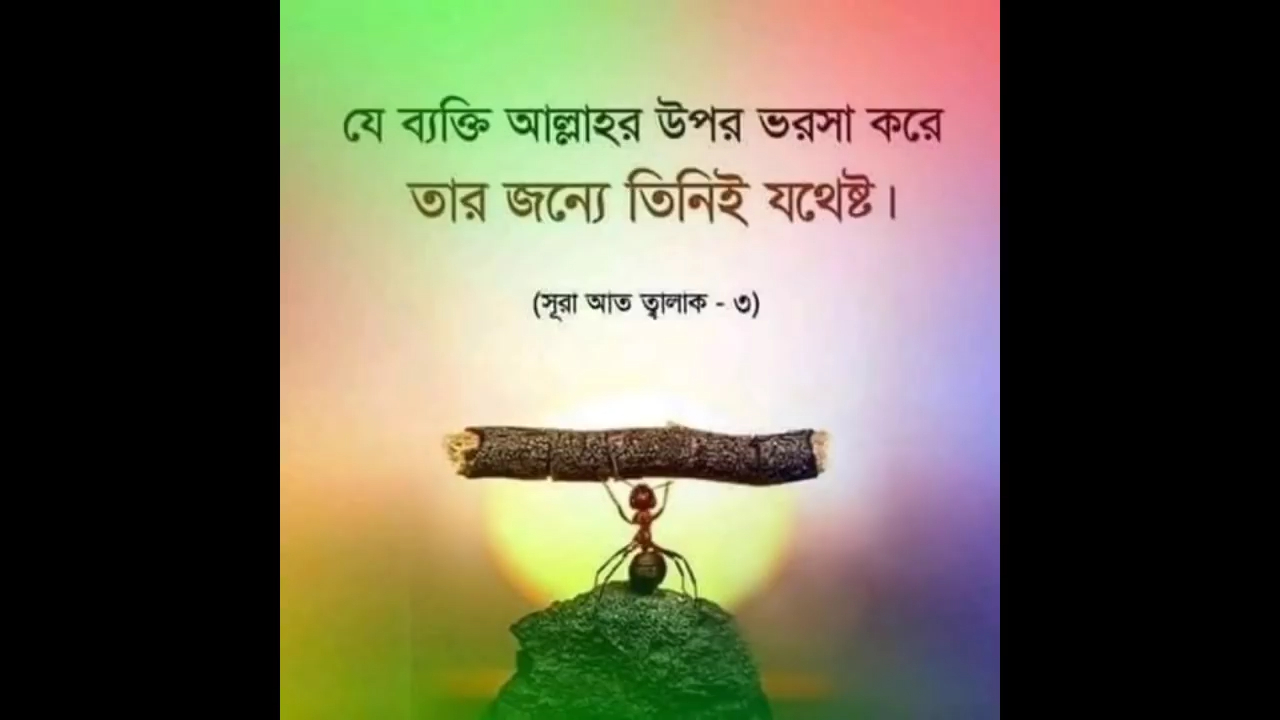 যে ব্যক্তি আল্লাহর উপর ভরসা করে
তার জন্যে তিনিই যথেষ্ট।
(সূরা আত ত্বালাক - ৩)